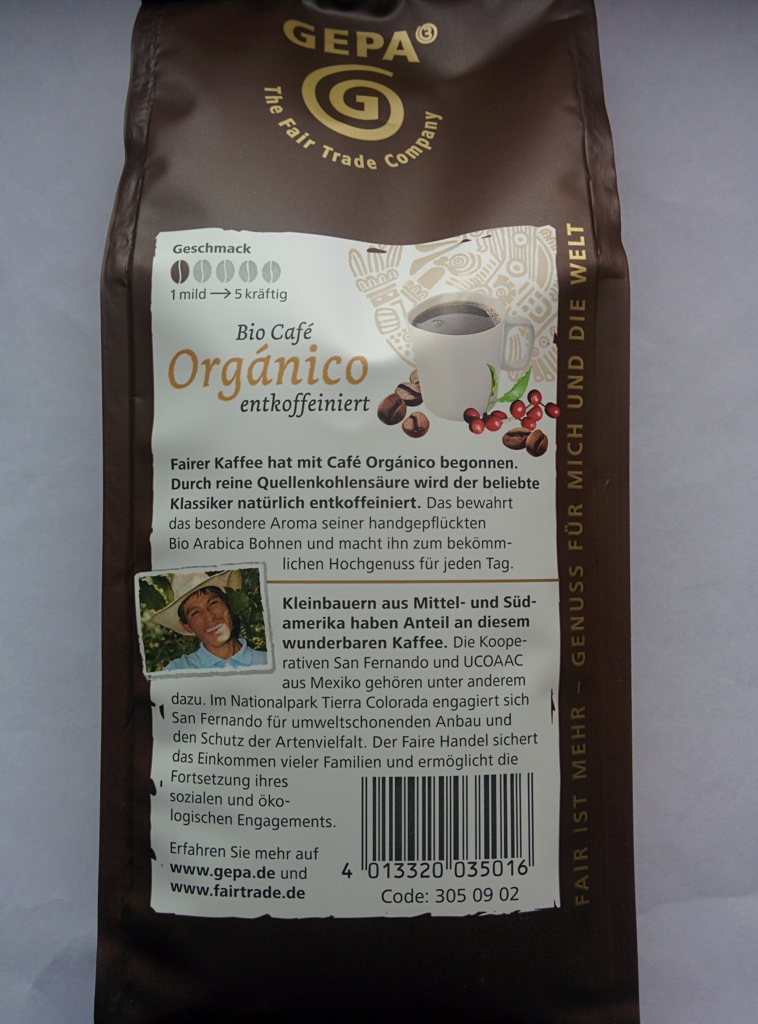 GEPA
The Fair Trade Company
Geschmack
1 mild → 5 kräftig
Bio Café
Orgánico
entkoffeiniert
Fairer Kaffee hat mit Café Orgánico begonnen.
Durch reine Quellenkohlensäure wird der beliebte
Klassiker natürlich entkoffeiniert. Das bewahrt
das besondere Aroma seiner handgepflückten
Bio Arabica Bohnen und macht ihn zum bekömm-
lichen Hochgenuss für jeden Tag.
Kleinbauern aus Mittel- und Süd-
amerika haben Anteil an diesem
wunderbaren Kaffee. Die Koope-
rativen San Fernando und UCOAAC
aus Mexiko gehören unter anderem
dazu. Im Nationalpark Tierra Colorada engagiert sich
San Fernando für umweltschonenden Anbau und
den Schutz der Artenvielfalt. Der Faire Handel sichert
das Einkommen vieler Familien und ermöglicht die
Fortsetzung ihres
sozialen und öko-
logischen Engagements.
Erfahren Sie mehr auf
www.gepa.de und
www.fairtrade.de
4 013320 035016
Code: 305 09 02
FAIR IST MEHR – GENUSS FÜR MICH UND DIE WELT